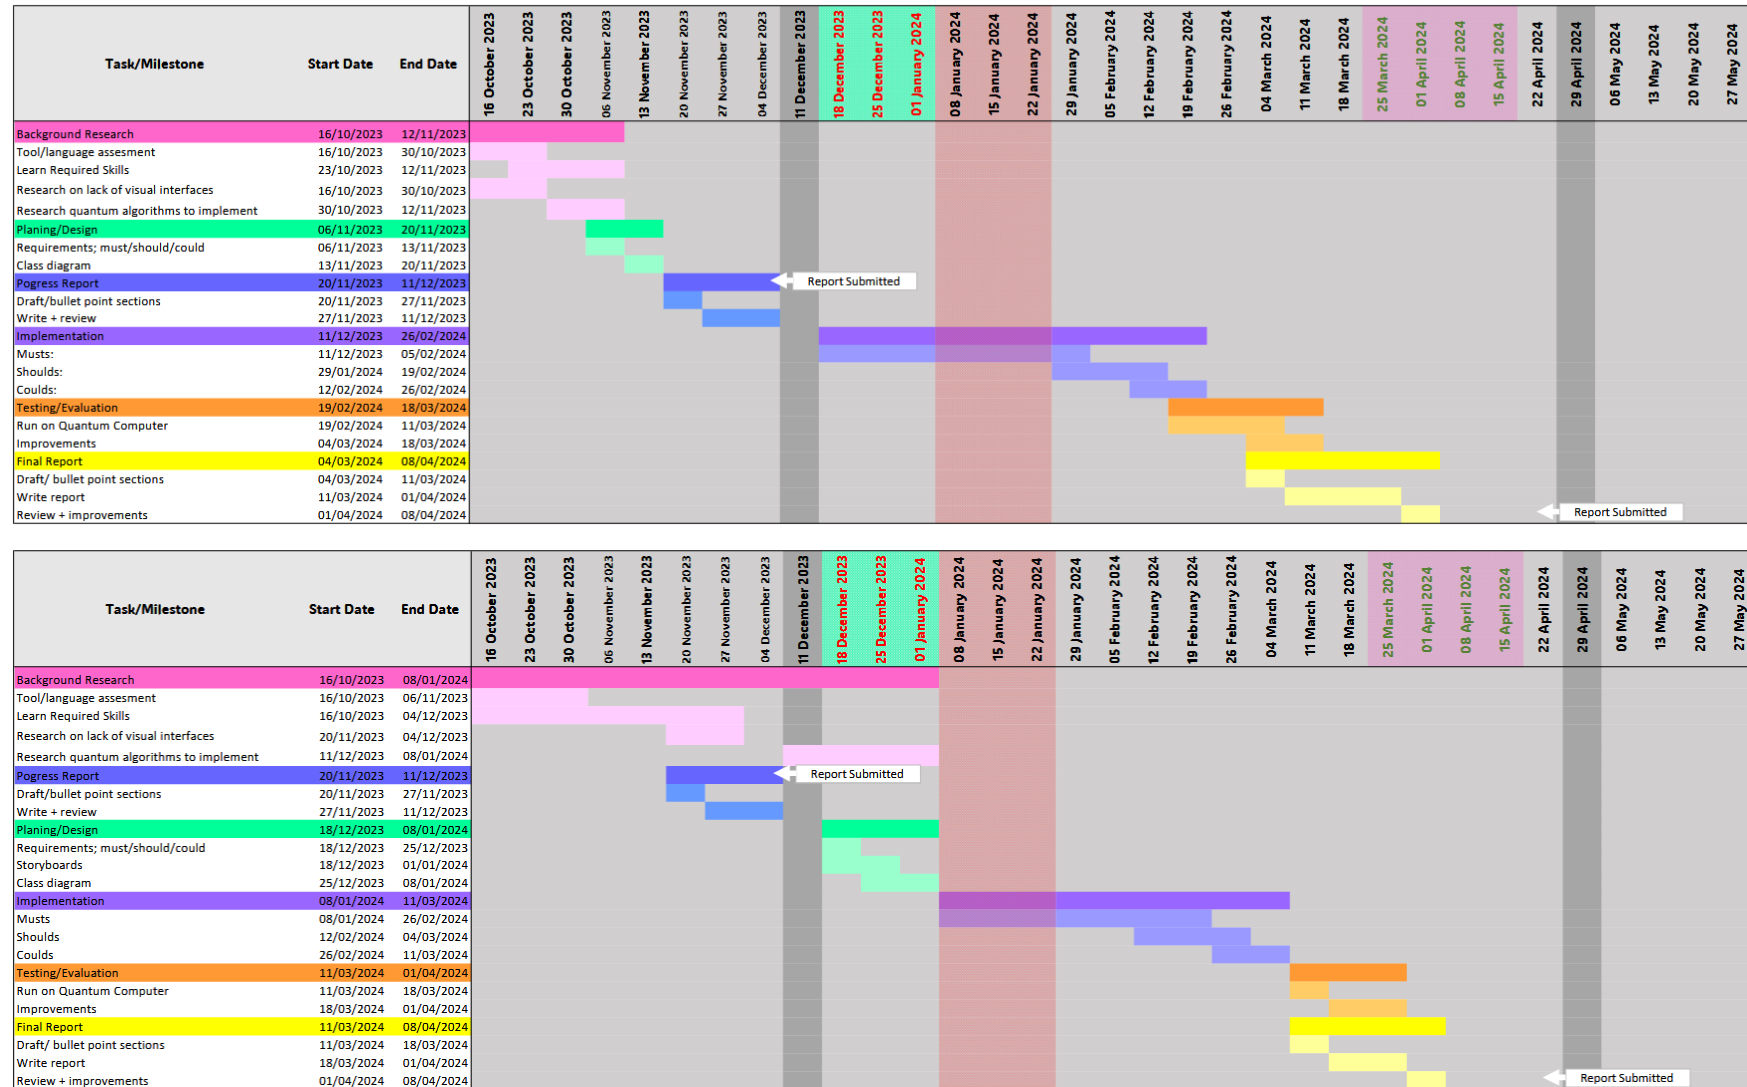 Task/Milestone Start Date End Date 16 October 2023 23 October 2023 30 October 2023 06 November 2023 13 November 2023 20 November 2023 27 November 2023 04 December 2023 11 December 2023 18 December 2023 25 December 2023 01 January 2024 08 January 2024 15 January 2024 22 January 2024 29 January 2024 05 February 2024 12 February 2024 19 February 2024 26 February 2024 04 March 2024 11 March 2024 18 March 2024 25 March 2024 01 April 2024 08 April 2024 15 April 2024 22 April 2024 29 April 2024 06 May 2024 13 May 2024 20 May 2024 27 May 2024
Background Research 16/10/2023 12/11/2023
Tool/language assesment 16/10/2023 30/10/2023
Learn Required Skills 23/10/2023 12/11/2023
Research on lack of visual interfaces 16/10/2023 30/10/2023
Research quantum algorithms to implement 30/10/2023 12/11/2023
Planing/Design 06/11/2023 20/11/2023
Requirements; must/should/could 06/11/2023 13/11/2023
Class diagram 13/11/2023 20/11/2023
Pogress Report 20/11/2023 11/12/2023 Report Submitted
Draft/bullet point sections 20/11/2023 27/11/2023
Write + review 27/11/2023 11/12/2023
Implementation 11/12/2023 26/02/2024
Musts: 11/12/2023 05/02/2024
Shoulds: 29/01/2024 19/02/2024
Coulds: 12/02/2024 26/02/2024
Testing/Evaluation 19/02/2024 18/03/2024
Run on Quantum Computer 19/02/2024 11/03/2024
Improvements 04/03/2024 18/03/2024
Final Report 04/03/2024 08/04/2024
Draft/ bullet point sections 04/03/2024 11/03/2024
Write report 11/03/2024 01/04/2024
Review + improvements 01/04/2024 08/04/2024 Report Submitted
Task/Milestone Start Date End Date 16 October 2023 23 October 2023 30 October 2023 06 November 2023 13 November 2023 20 November 2023 27 November 2023 04 December 2023 11 December 2023 18 December 2023 25 December 2023 01 January 2024 08 January 2024 15 January 2024 22 January 2024 29 January 2024 05 February 2024 12 February 2024 19 February 2024 26 February 2024 04 March 2024 11 March 2024 18 March 2024 25 March 2024 01 April 2024 08 April 2024 15 April 2024 22 April 2024 29 April 2024 06 May 2024 13 May 2024 20 May 2024 27 May 2024
Background Research 16/10/2023 08/01/2024
Tool/language assesment 16/10/2023 06/11/2023
Learn Required Skills 16/10/2023 04/12/2023
Research on lack of visual interfaces 20/11/2023 04/12/2023
Research quantum algorithms to implement 11/12/2023 08/01/2024
Pogress Report 20/11/2023 11/12/2023 Report Submitted
Draft/bullet point sections 20/11/2023 27/11/2023
Write + review 27/11/2023 11/12/2023
Planing/Design 18/12/2023 08/01/2024
Requirements; must/should/could 18/12/2023 25/12/2023
Storyboards 18/12/2023 01/01/2024
Class diagram 25/12/2023 08/01/2024
Implementation 08/01/2024 11/03/2024
Musts 08/01/2024 26/02/2024
Shoulds 12/02/2024 04/03/2024
Coulds 26/02/2024 11/03/2024
Testing/Evaluation 11/03/2024 01/04/2024
Run on Quantum Computer 11/03/2024 18/03/2024
Improvements 18/03/2024 01/04/2024
Final Report 11/03/2024 08/04/2024
Draft/ bullet point sections 11/03/2024 18/03/2024
Write report 18/03/2024 01/04/2024
Review + improvements 01/04/2024 08/04/2024 Report Submitted